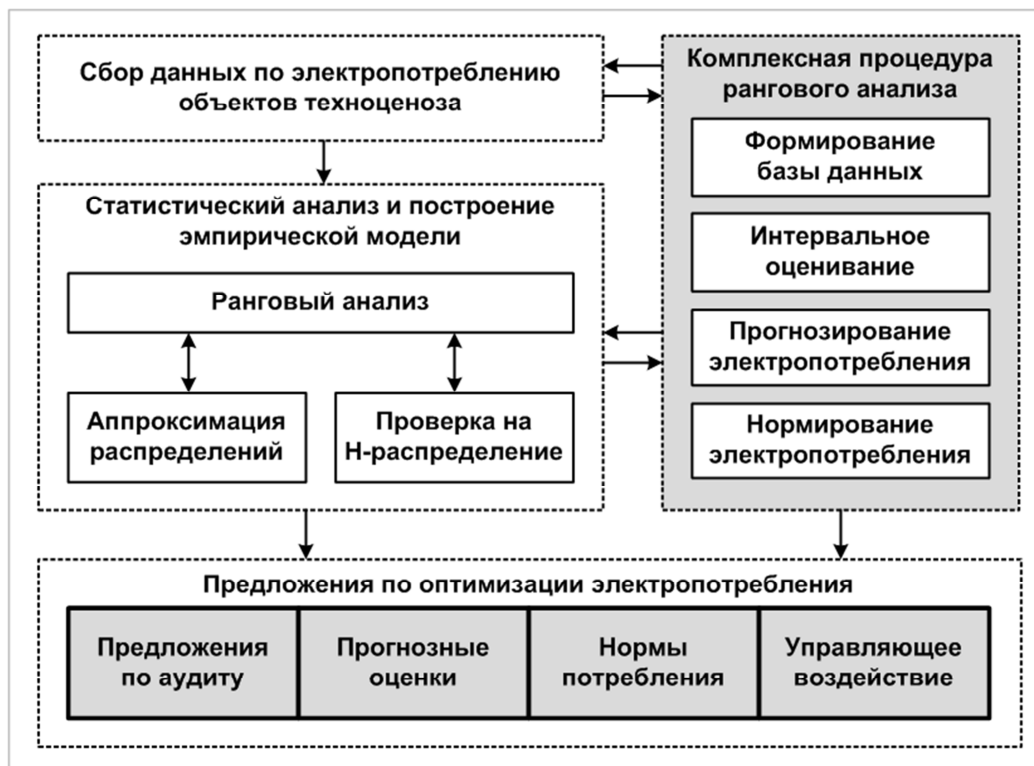 Сбор данных по электропотреблению
объектов техноценоза
Комплексная процедура
рангового анализа
Формирование
базы данных
Интервальное
оценивание
Прогнозирование
электропотребления
Нормирование
электропотребления
Статистический анализ и построение
эмпирической модели
Ранговый анализ
Аппроксимация
распределений
Проверка на
Н-распределение
Предложения по оптимизации электропотребления
Предложения
по аудиту
Прогнозные
оценки
Нормы
потребления
Управляющее
воздействие